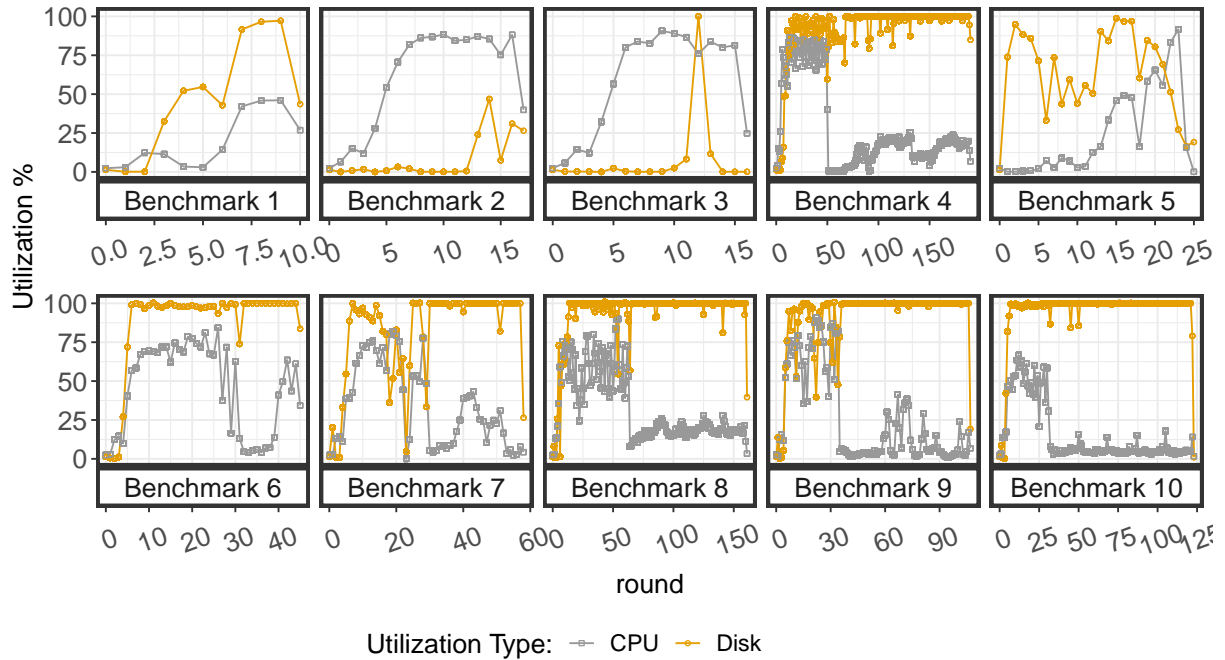 Utilization %
100
75
50
25
0
Benchmark 1 Benchmark 2 Benchmark 3 Benchmark 4 Benchmark 5
0.0 2.5 5.0 7.5 10.0 0 5 10 15 0 5 10 15 0 50 100 150 0 5 10 15 20 25
100
75
50
25
0
Benchmark 6 Benchmark 7 Benchmark 8 Benchmark 9 Benchmark 10
0 10 20 30 40 0 20 40 60 0 50 100 150 0 30 60 90 0 25 50 75 100 125
round
Utilization Type: CPU Disk